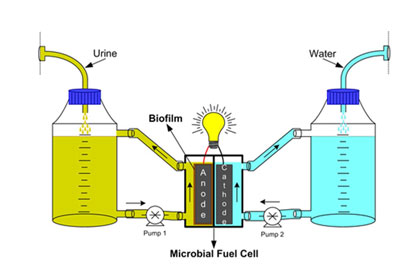 Urine
Water
Biofilm
Anode
Cathode
Pump 1
Pump 2
Microbial Fuel Cell